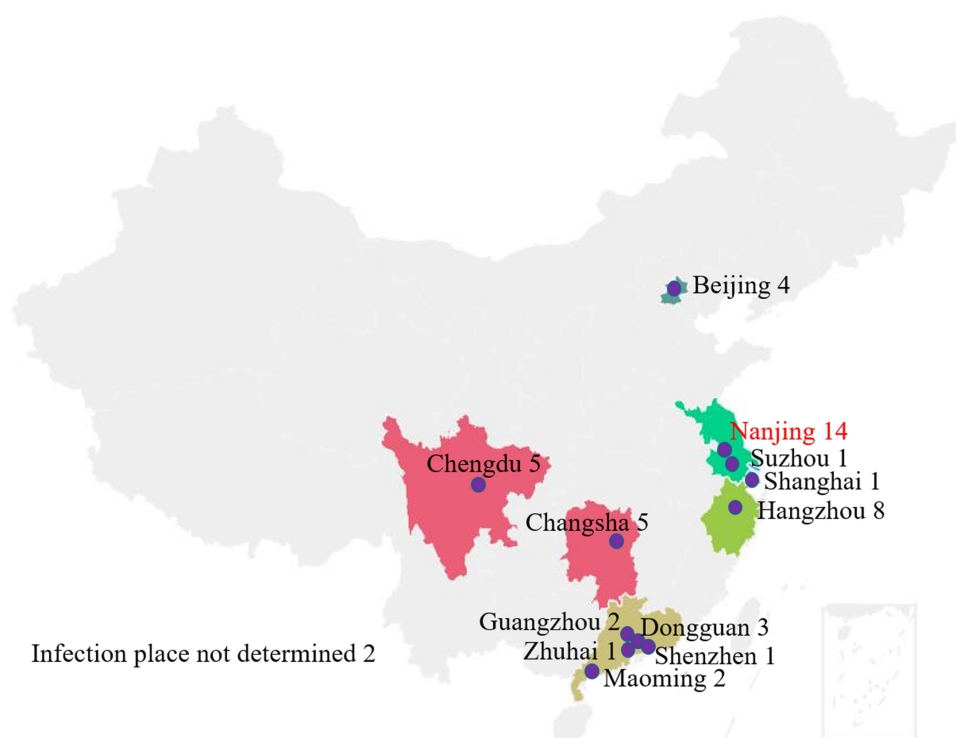 Beijing 4
Nanjing 14
Suzhou 1
Shanghai 1
Hangzhou 8
Chengdu 5
Changsha 5
Guangzhou 2
Dongguan 3
Zhuhai 1
Shenzhen 1
Maoming 2
Infection place not determined 2